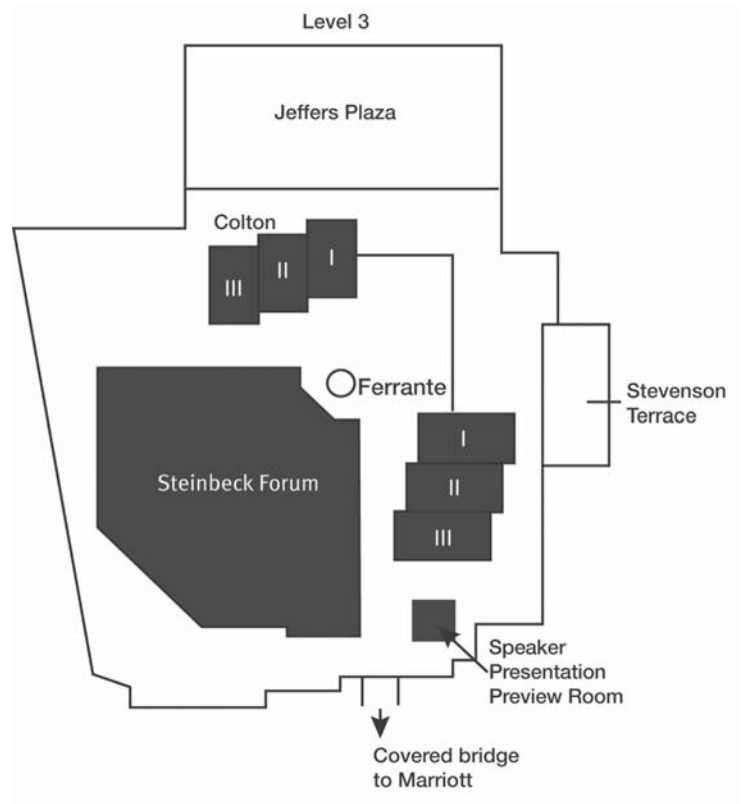 Level 3
Jeffers Plaza
Colton
I
II
III
Ferrante
Stevenson
Terrace
I
Steinbeck Forum
II
III
Speaker
Presentation
Preview Room
Covered bridge
to Marriott